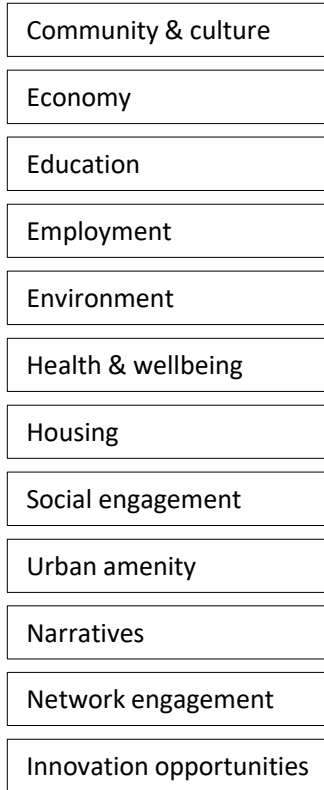 Community & culture
Economy
Education
Employment
Environment
Health & wellbeing
Housing
Social engagement
Urban amenity
Narratives
Network engagement
Innovation opportunities